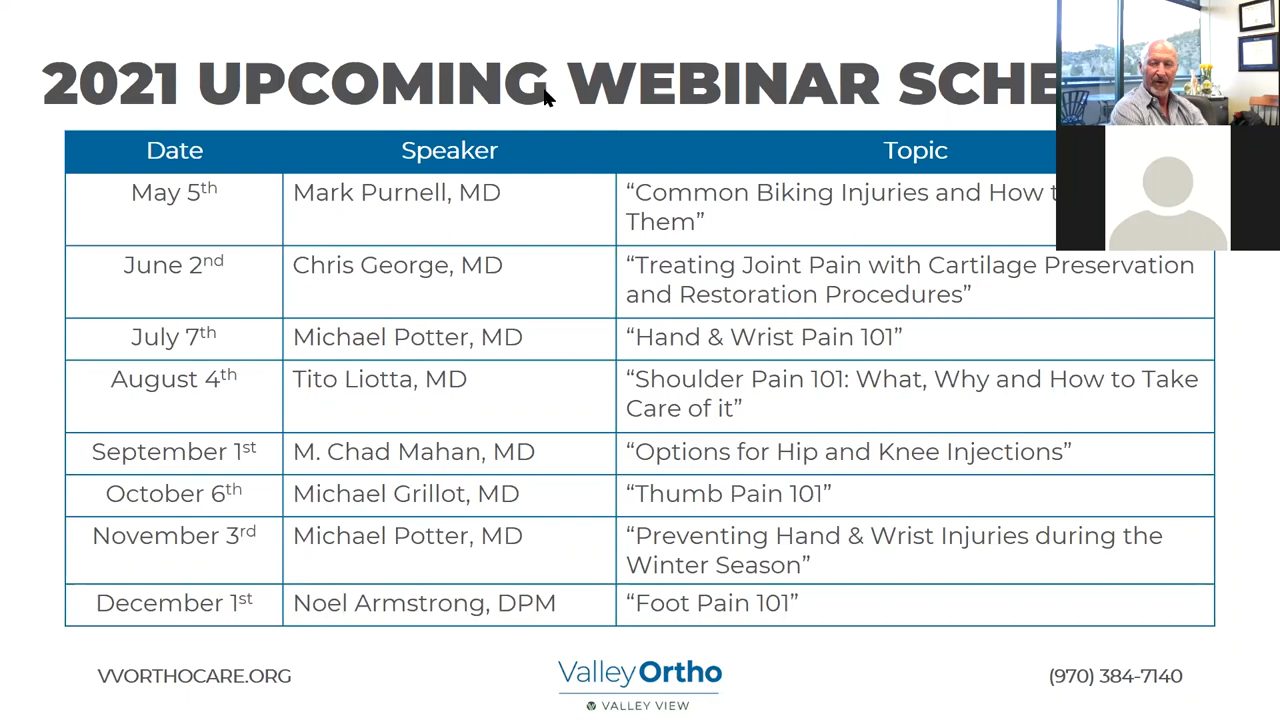 2021 UPCOMING WEBINAR
Date Speaker Topic
May 5th Mark Purnell, MD “Common Biking Injuries and How
Them”
June 2nd Chris George, MD “Treating Joint Pain with Cartilage Preservation
and Restoration Procedures”
July 7th Michael Potter, MD “Hand & Wrist Pain 101”
August 4th Tito Liotta, MD “Shoulder Pain 101: What, Why and How to Take
Care of it”
September 1st M. Chad Mahan, MD “Options for Hip and Knee Injections”
October 6th Michael Grillot, MD “Thumb Pain 101”
November 3rd Michael Potter, MD “Preventing Hand & Wrist Injuries during the
Winter Season”
December 1st Noel Armstrong, DPM “Foot Pain 101”
VVORTHOCARE.ORG ValleyOrtho (970) 384-7140
VALLEY VIEW